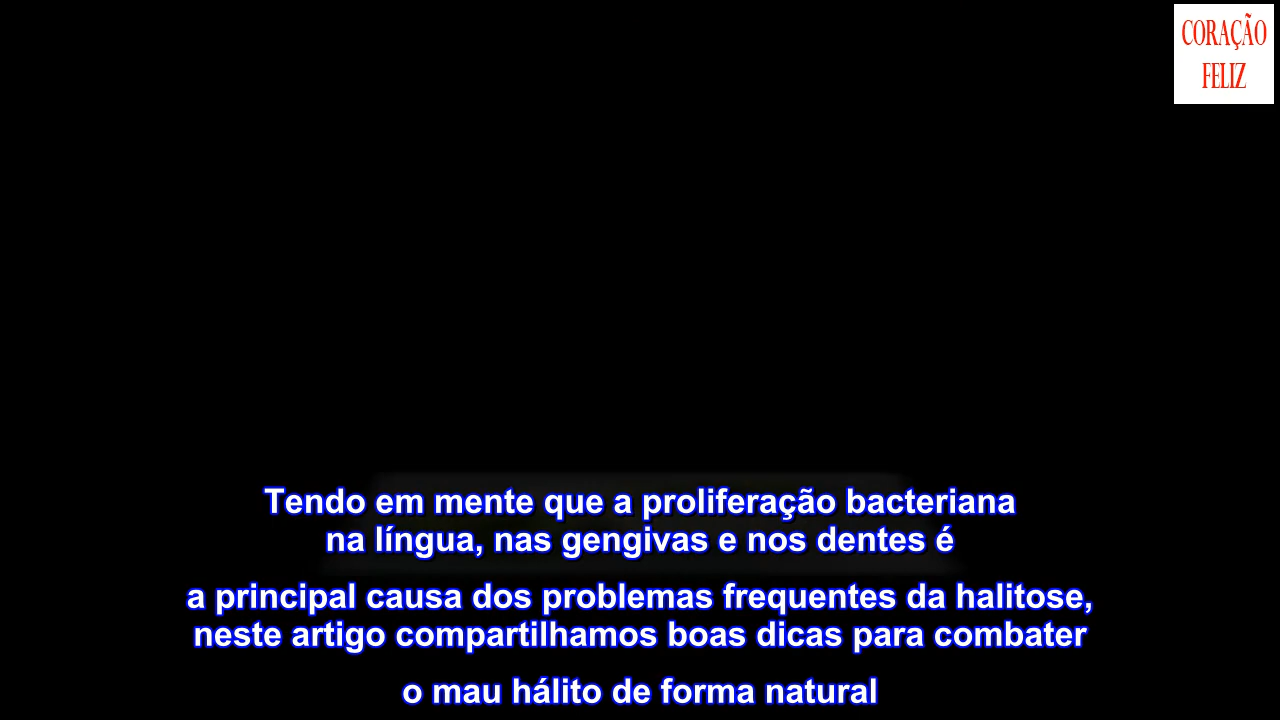 CORAÇÃO
FELIZ
Tendo em mente que a proliferação bacteriana
na língua, nas gengivas e nos dentes é
a principal causa dos problemas frequentes da halitose,
neste artigo compartilhamos boas dicas para combater
o mau hálito de forma natural